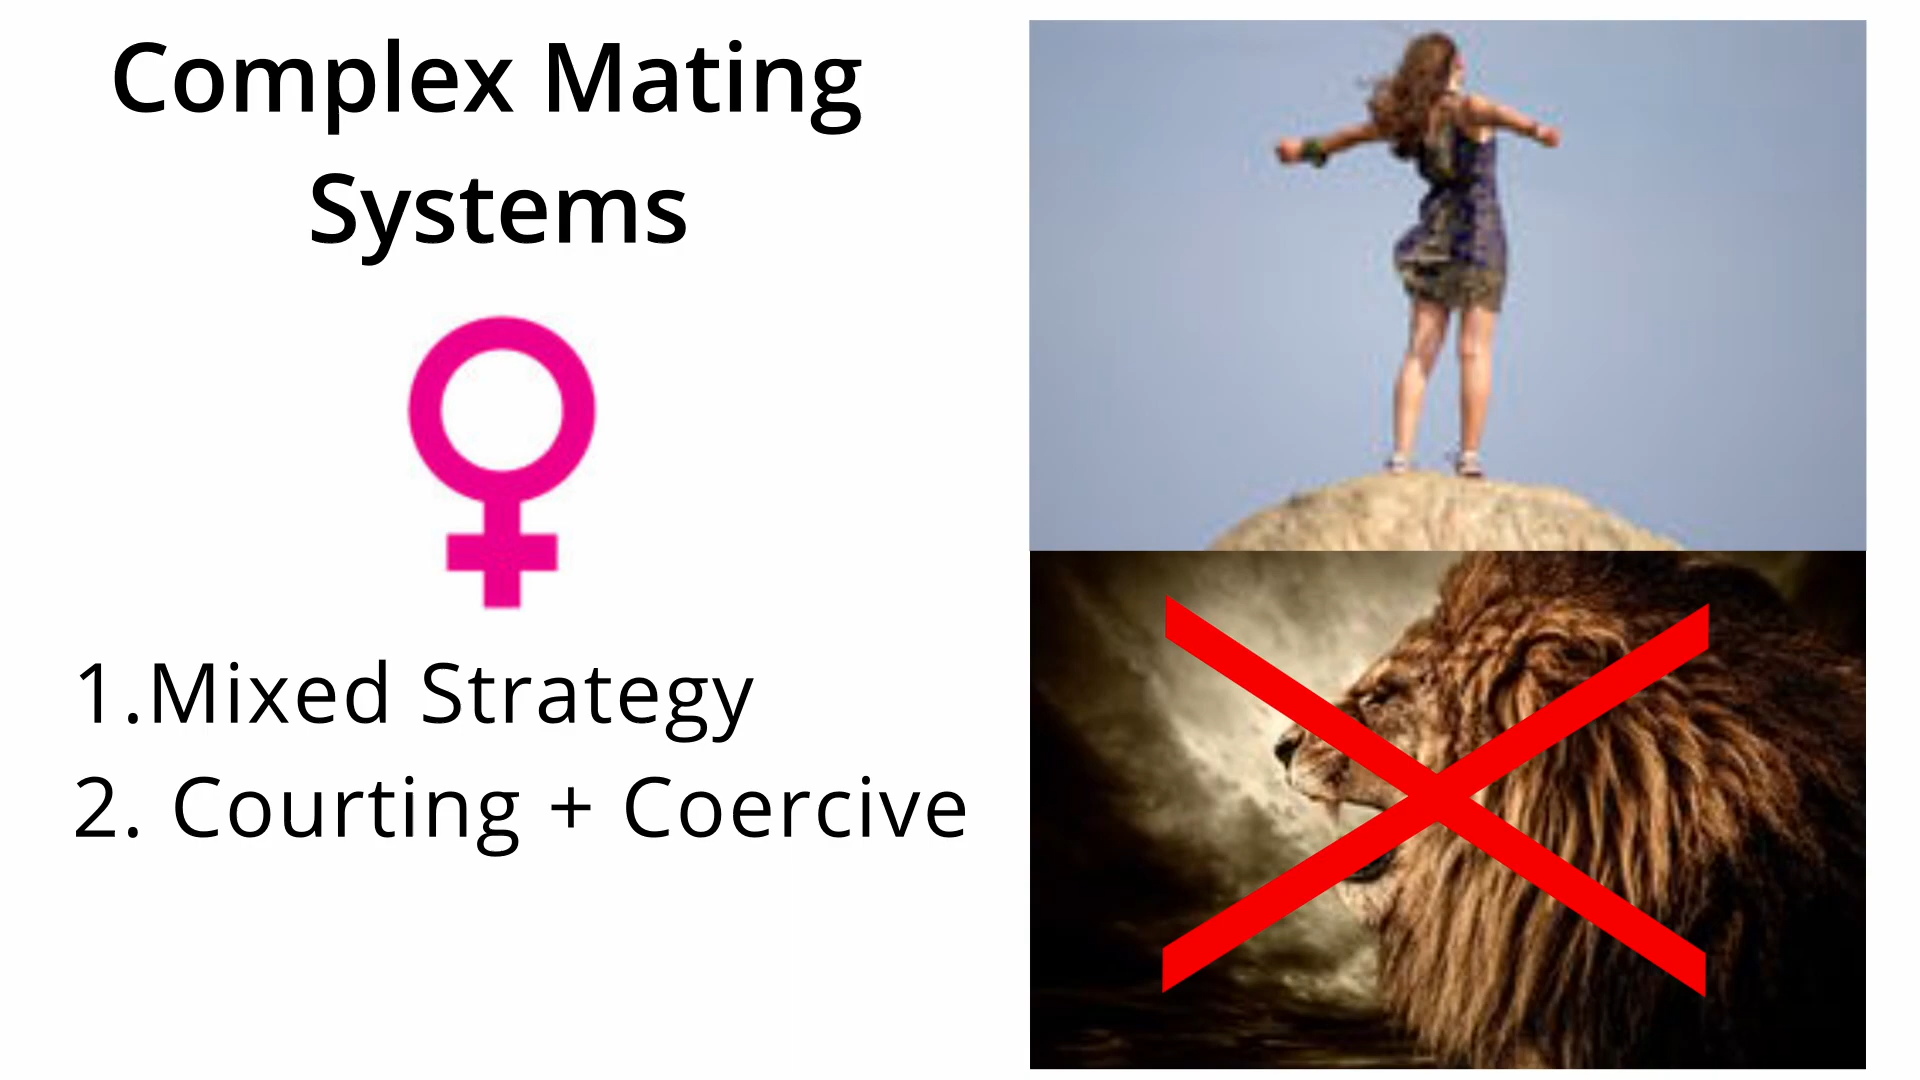 Complex Mating
Systems
1.Mixed Strategy
2. Courting + Coercive